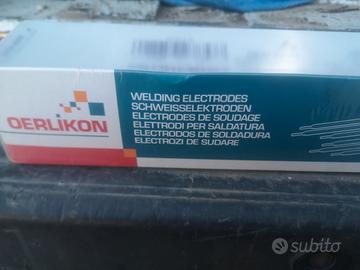 OERLIKON
WELDING ELECTRODES
SCHWEISSELEKTRODEN
ELECTRODES DE SOUDAGE
ELETTRODI PER SALDATURA
ELECTRODOS DE SOLDADURA
ELECTROZI DE SUDARE
subito